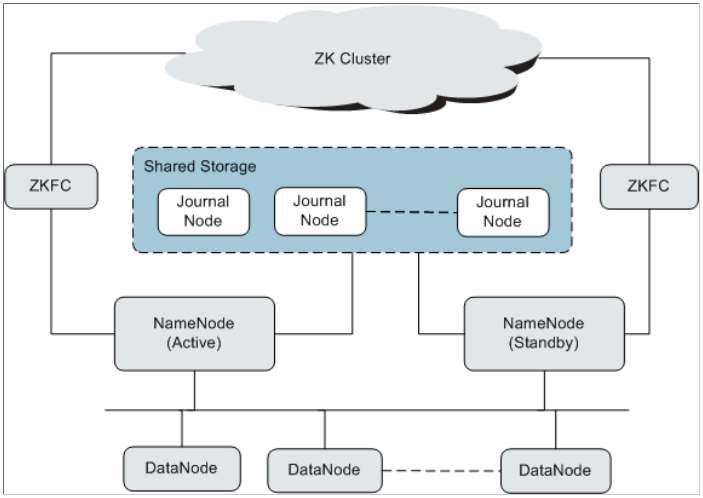 ZK Cluster
Shared Storage
ZKFC
ZKFC
Journal
Node
Journal
Node
Journal
Node
NameNode
(Active)
NameNode
(Standby)
DataNode
DataNode
DataNode